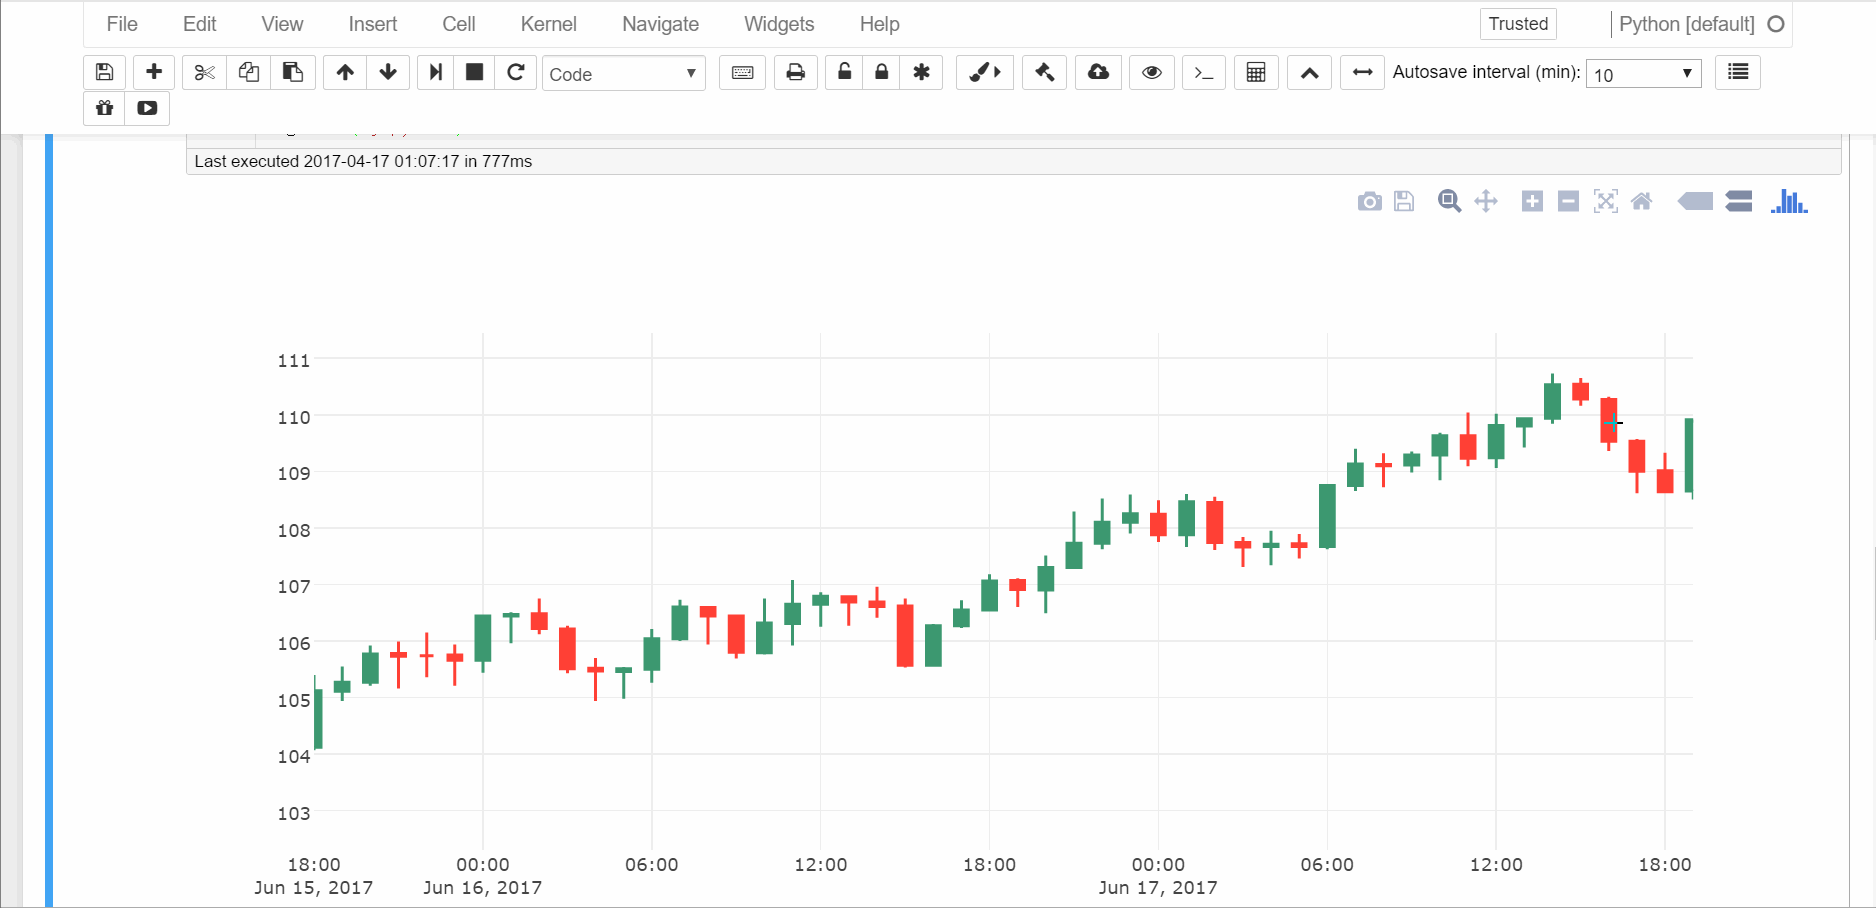 File Edit View Insert Cell Kernel Navigate Widgets Help Trusted Python [default]
Code Autosave interval (min): 10
Last executed 2017-04-17 01:07:17 in 777ms
111
110
109
108
107
106
105
104
103
18:00 00:00 06:00 12:00 18:00 00:00 06:00 12:00 18:00
Jun 15, 2017 Jun 16, 2017 Jun 17, 2017